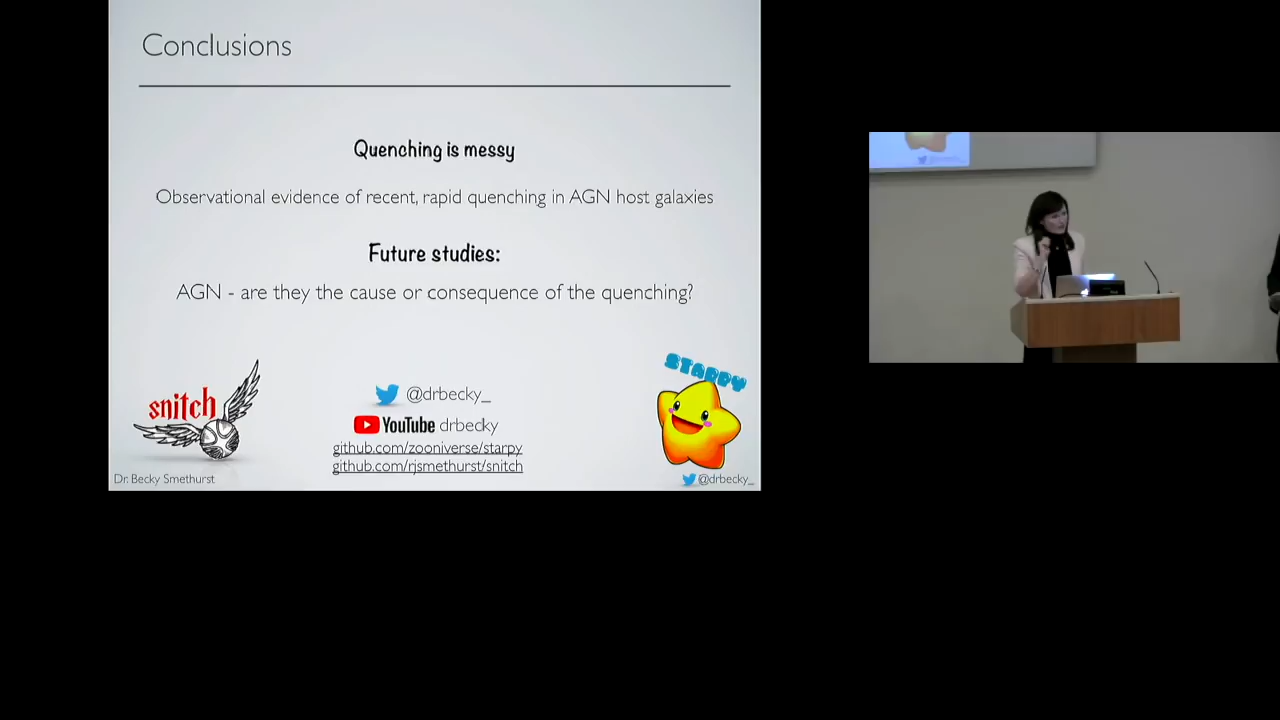 Conclusions
Quenching is messy
Observational evidence of recent, rapid quenching in AGN host galaxies
Future studies:
AGN - are they the cause or consequence of the quenching?
snitch
STARPY
@drbecky_
YouTube drbecky
github.com/zooniverse/starpy
github.com/rjsmethurst/snitch
Dr. Becky Smethurst
@drbecky_